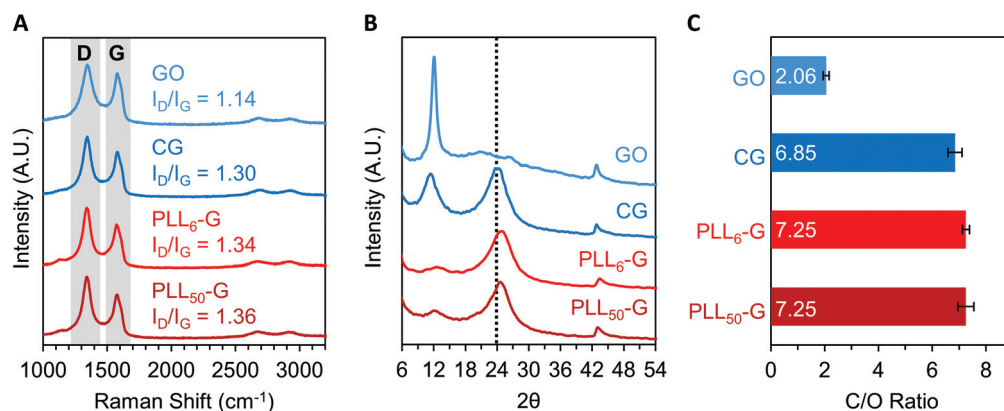 A
D G
GO
I_D/I_G = 1.14
CG
I_D/I_G = 1.30
PLL₆-G
I_D/I_G = 1.34
PLL₅₀-G
I_D/I_G = 1.36
Intensity (A.U.)
1000 1500 2000 2500 3000
Raman Shift (cm⁻¹)
B
GO
CG
PLL₆-G
PLL₅₀-G
Intensity (A.U.)
6 12 18 24 30 36 42 48 54
2θ
C
GO 2.06
CG 6.85
PLL₆-G 7.25
PLL₅₀-G 7.25
0 2 4 6 8
C/O Ratio